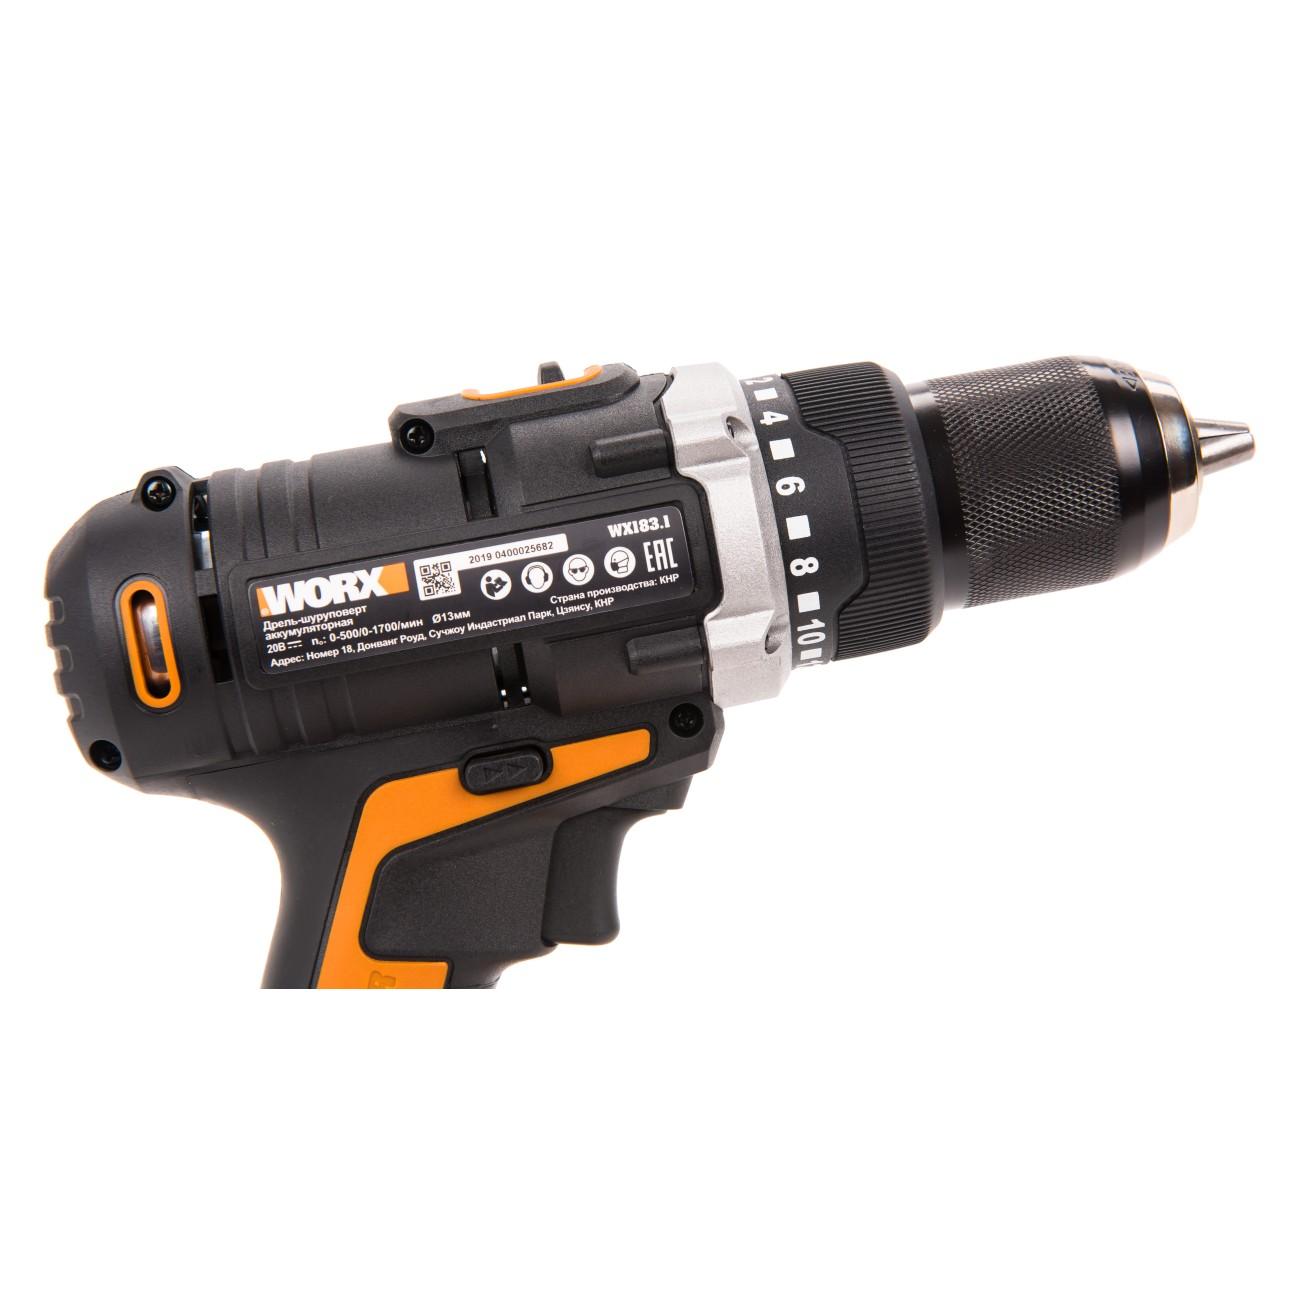 WORX
2019 0400025682
WX183.1
EAC
Дрель-шуруповерт
аккумуляторная
20В n₀: 0-500/0-1700/мин Ø13мм
Страна производства: КНР
Адрес: Номер 18, Донванг Роуд, Сучжоу Индастриал Парк, Цзянсу, КНР
2
4
6
8
10